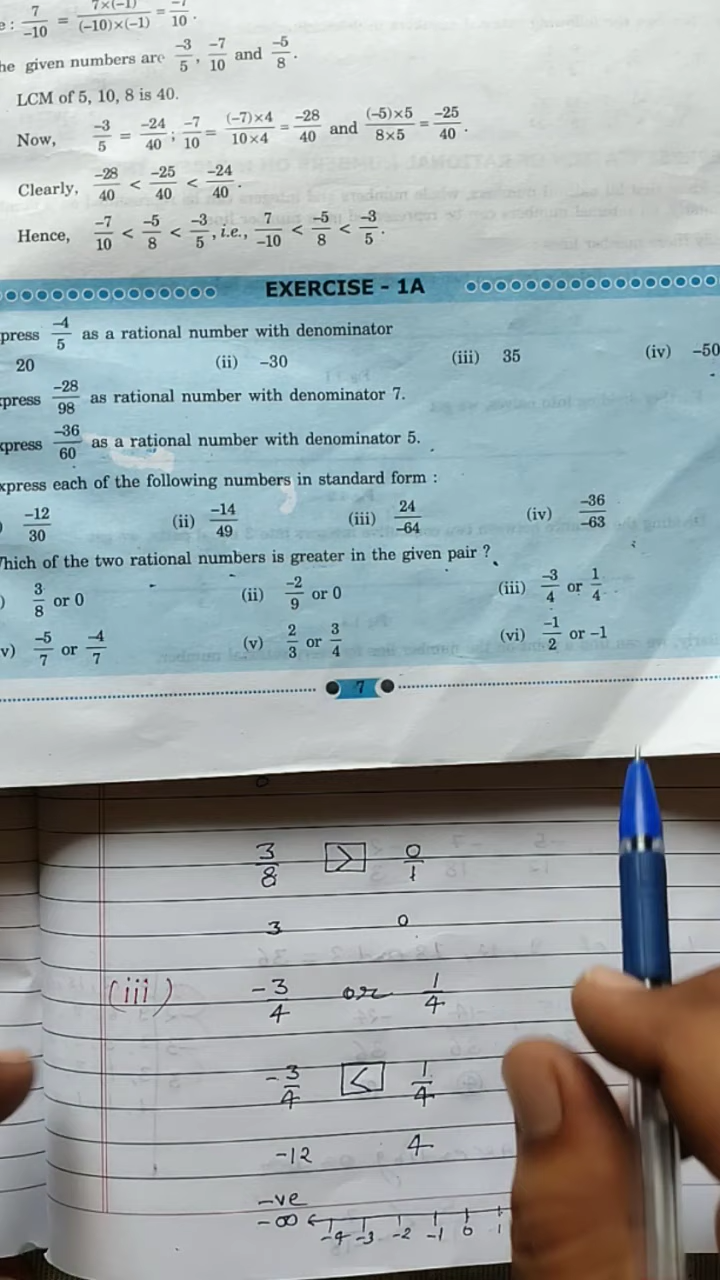 e : 7/-10 = 7×(-1)/(-10)×(-1) = -7/10.
he given numbers are -3/5, -7/10 and -5/8.
LCM of 5, 10, 8 is 40.
Now, -3/5 = -24/40 ; -7/10 = (-7)×4/10×4 = -28/40 and (-5)×5/8×5 = -25/40.
Clearly, -28/40 < -25/40 < -24/40.
Hence, -7/10 < -5/8 < -3/5, i.e., 7/-10 < -5/8 < -3/5.
EXERCISE - 1A
press -4/5 as a rational number with denominator
20 (ii) -30 (iii) 35 (iv) -50
xpress -28/98 as rational number with denominator 7.
xpress -36/60 as a rational number with denominator 5.
xpress each of the following numbers in standard form :
) -12/30 (ii) -14/49 (iii) 24/-64 (iv) -36/-63
Which of the two rational numbers is greater in the given pair ?
) 3/8 or 0 (ii) -2/9 or 0 (iii) -3/4 or 1/4.
v) -5/7 or -4/7 (v) 2/3 or 3/4 (vi) -1/2 or -1
7
3/8 > 0/1
3 0
(iii) -3/4 or 1/4
-3/4 < 1/4
-12 4
-ve
-∞ -4 -3 -2 -1 0 1